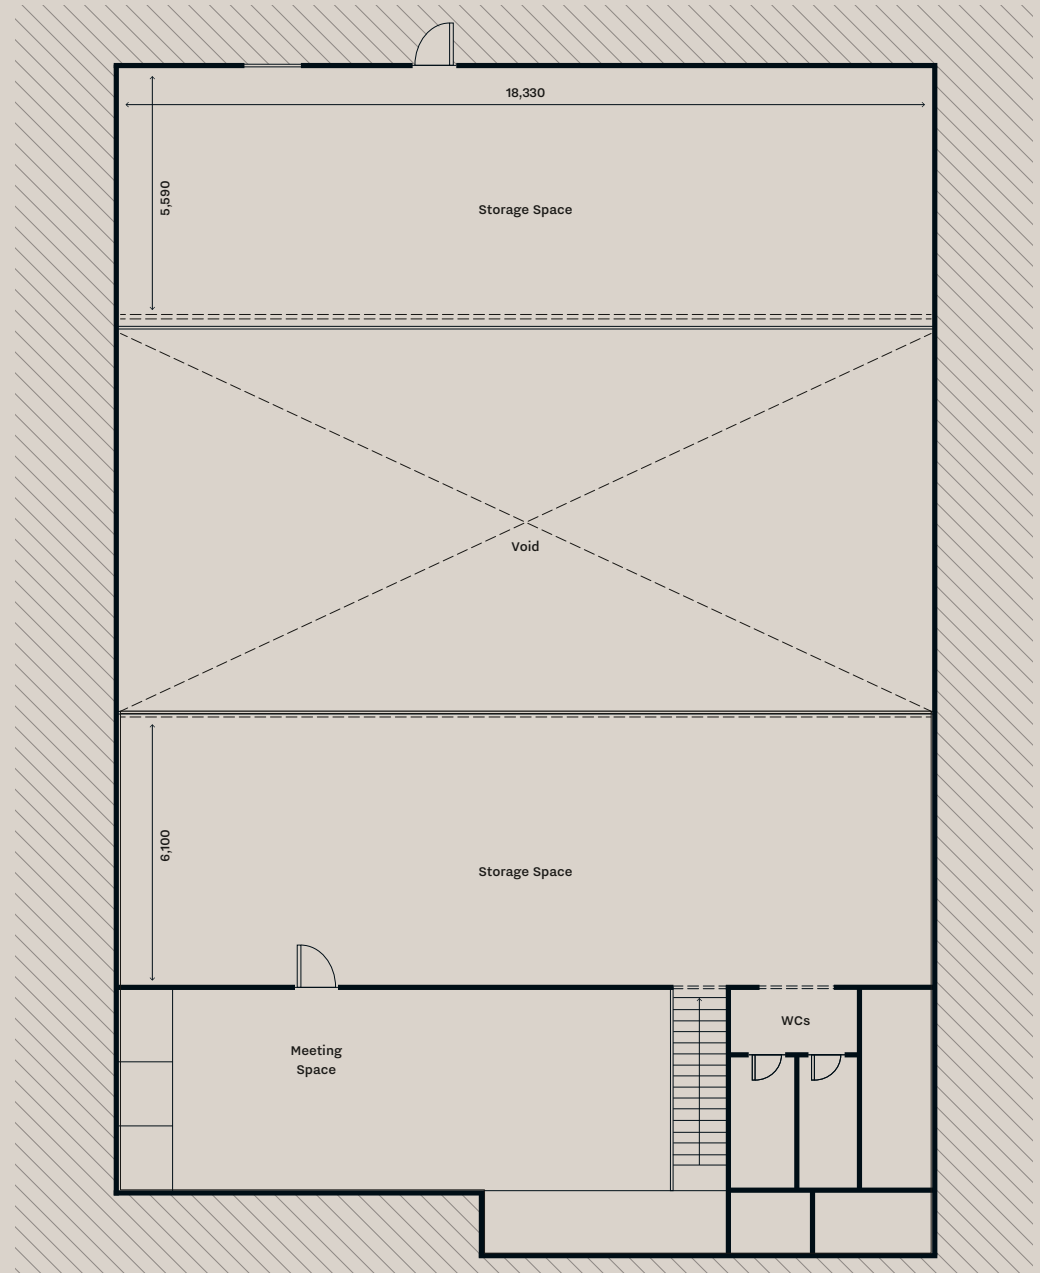 18,330
5,590
Storage Space
Void
6,100
Storage Space
Meeting
Space
WCs